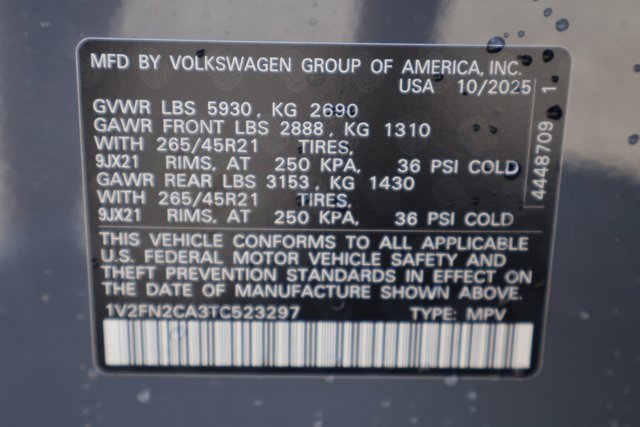 MFD BY VOLKSWAGEN GROUP OF AMERICA, INC.
USA 10/2025
GVWR LBS 5930, KG 2690
GAWR FRONT LBS 2888, KG 1310
WITH 265/45R21 TIRES,
9JX21 RIMS, AT 250 KPA, 36 PSI COLD
GAWR REAR LBS 3153, KG 1430
WITH 265/45R21 TIRES,
9JX21 RIMS, AT 250 KPA, 36 PSI COLD
THIS VEHICLE CONFORMS TO ALL APPLICABLE
U.S. FEDERAL MOTOR VEHICLE SAFETY AND
THEFT PREVENTION STANDARDS IN EFFECT ON
THE DATE OF MANUFACTURE SHOWN ABOVE.
1V2FN2CA3TC523297 TYPE: MPV
4448709 1